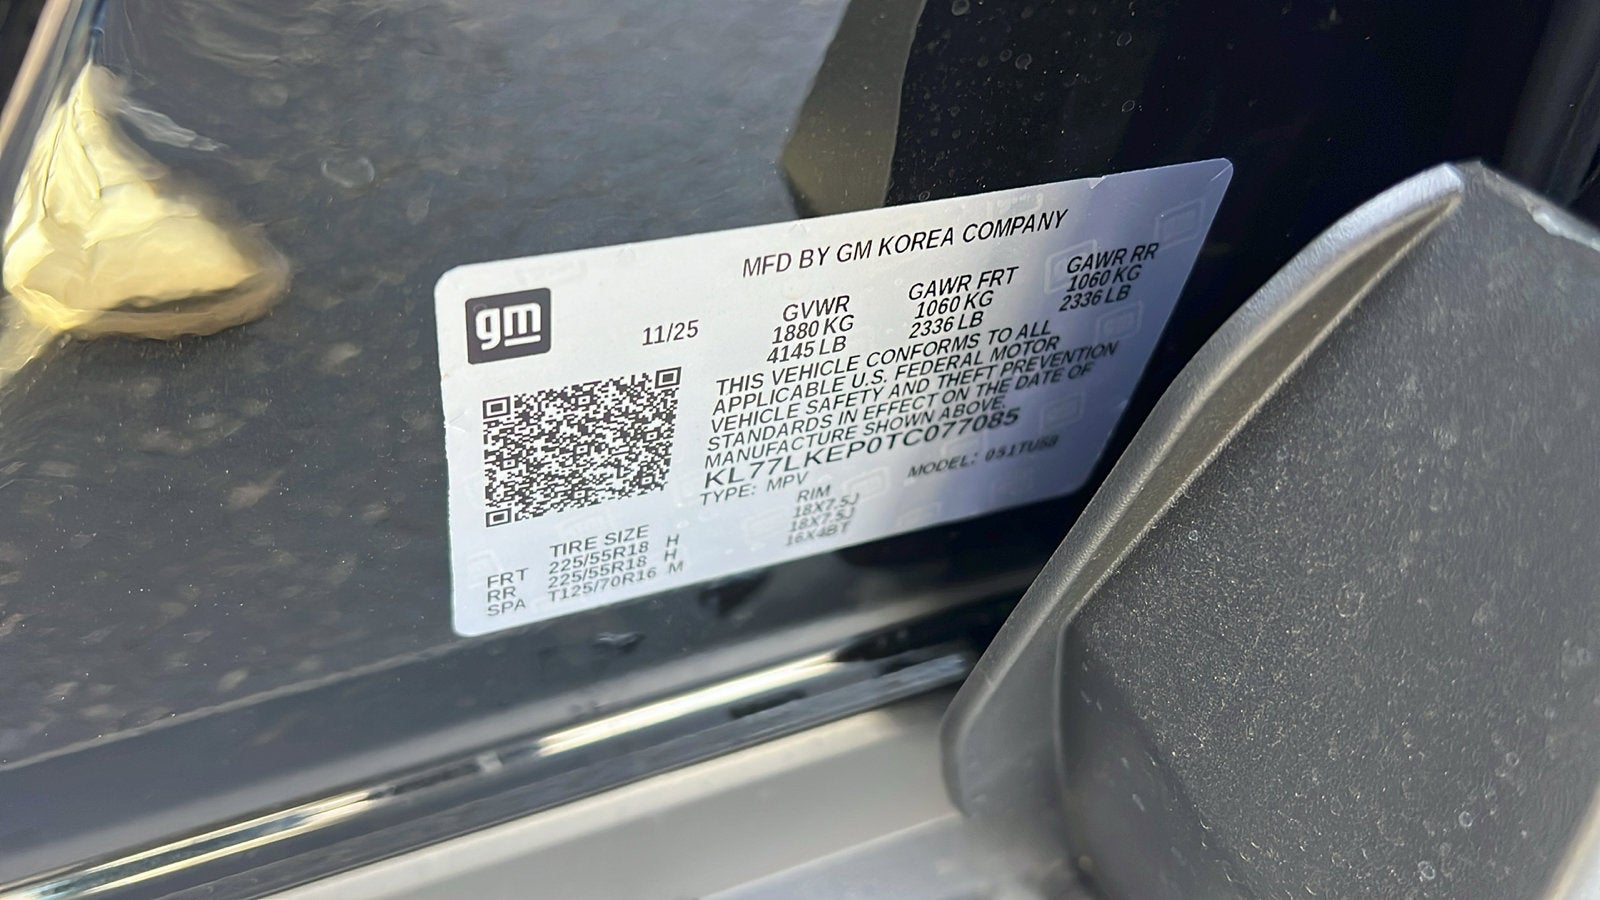 MFD BY GM KOREA COMPANY
gm
11/25
GVWR GAWR FRT GAWR RR
1880 KG 1060 KG 1060 KG
4145 LB 2336 LB 2336 LB
THIS VEHICLE CONFORMS TO ALL
APPLICABLE U.S. FEDERAL MOTOR
VEHICLE SAFETY AND THEFT PREVENTION
STANDARDS IN EFFECT ON THE DATE OF
MANUFACTURE SHOWN ABOVE.
KL77LKEP0TC077085
TYPE: MPV MODEL: 0S1TU58
TIRE SIZE RIM
FRT 225/55R18 H 18X7.5J
RR 225/55R18 H 18X7.5J
SPA T125/70R16 M 16X4BT